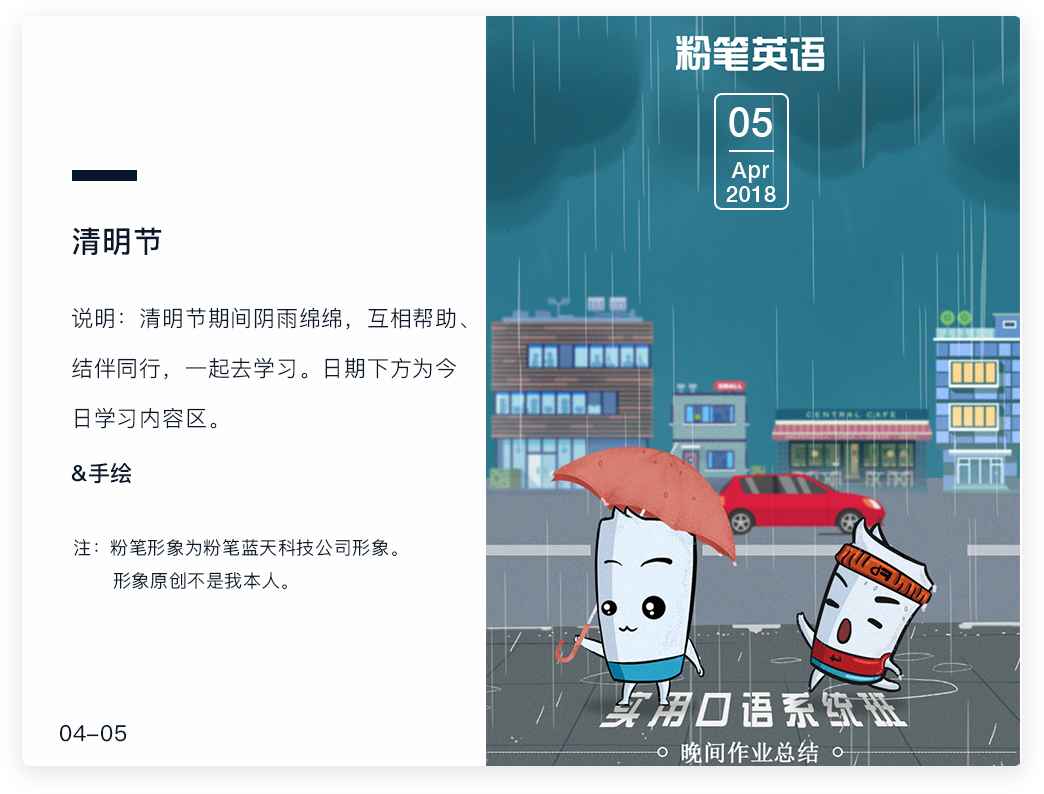 清明节
说明：清明节期间阴雨绵绵，互相帮助、
结伴同行，一起去学习。日期下方为今
日学习内容区。
&手绘
注：粉笔形象为粉笔蓝天科技公司形象。
形象原创不是我本人。
04–05
粉笔英语
05
Apr
2018
SMALL
CENTRAL CAFE
实用口语系统班
晚间作业总结